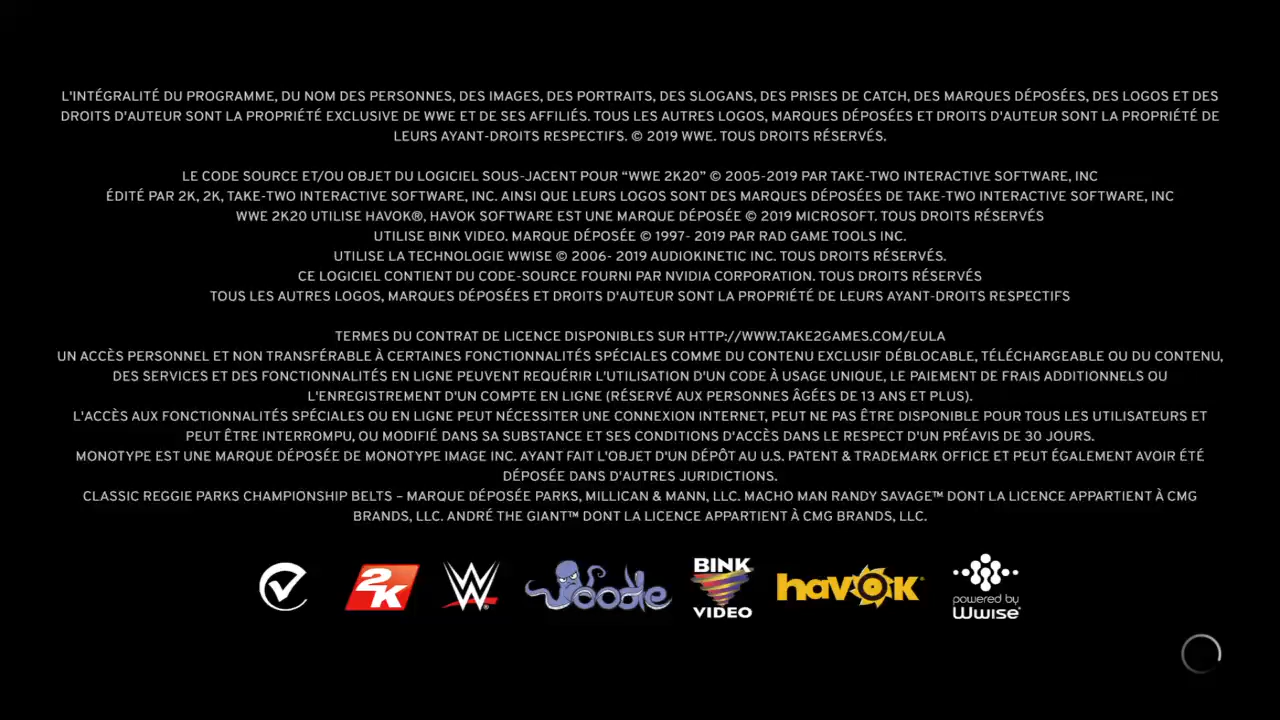 L'INTÉGRALITÉ DU PROGRAMME, DU NOM DES PERSONNES, DES IMAGES, DES PORTRAITS, DES SLOGANS, DES PRISES DE CATCH, DES MARQUES DÉPOSÉES, DES LOGOS ET DES
DROITS D'AUTEUR SONT LA PROPRIÉTÉ EXCLUSIVE DE WWE ET DE SES AFFILIÉS. TOUS LES AUTRES LOGOS, MARQUES DÉPOSÉES ET DROITS D'AUTEUR SONT LA PROPRIÉTÉ DE
LEURS AYANT-DROITS RESPECTIFS. © 2019 WWE. TOUS DROITS RÉSERVÉS.
LE CODE SOURCE ET/OU OBJET DU LOGICIEL SOUS-JACENT POUR “WWE 2K20” © 2005-2019 PAR TAKE-TWO INTERACTIVE SOFTWARE, INC
ÉDITÉ PAR 2K, 2K, TAKE-TWO INTERACTIVE SOFTWARE, INC. AINSI QUE LEURS LOGOS SONT DES MARQUES DÉPOSÉES DE TAKE-TWO INTERACTIVE SOFTWARE, INC
WWE 2K20 UTILISE HAVOK®, HAVOK SOFTWARE EST UNE MARQUE DÉPOSÉE © 2019 MICROSOFT. TOUS DROITS RÉSERVÉS
UTILISE BINK VIDEO. MARQUE DÉPOSÉE © 1997- 2019 PAR RAD GAME TOOLS INC.
UTILISE LA TECHNOLOGIE WWISE © 2006- 2019 AUDIOKINETIC INC. TOUS DROITS RÉSERVÉS.
CE LOGICIEL CONTIENT DU CODE-SOURCE FOURNI PAR NVIDIA CORPORATION. TOUS DROITS RÉSERVÉS
TOUS LES AUTRES LOGOS, MARQUES DÉPOSÉES ET DROITS D'AUTEUR SONT LA PROPRIÉTÉ DE LEURS AYANT-DROITS RESPECTIFS
TERMES DU CONTRAT DE LICENCE DISPONIBLES SUR HTTP://WWW.TAKE2GAMES.COM/EULA
UN ACCÈS PERSONNEL ET NON TRANSFÉRABLE À CERTAINES FONCTIONNALITÉS SPÉCIALES COMME DU CONTENU EXCLUSIF DÉBLOCABLE, TÉLÉCHARGEABLE OU DU CONTENU,
DES SERVICES ET DES FONCTIONNALITÉS EN LIGNE PEUVENT REQUÉRIR L'UTILISATION D'UN CODE À USAGE UNIQUE, LE PAIEMENT DE FRAIS ADDITIONNELS OU
L'ENREGISTREMENT D'UN COMPTE EN LIGNE (RÉSERVÉ AUX PERSONNES ÂGÉES DE 13 ANS ET PLUS).
L'ACCÈS AUX FONCTIONNALITÉS SPÉCIALES OU EN LIGNE PEUT NÉCESSITER UNE CONNEXION INTERNET, PEUT NE PAS ÊTRE DISPONIBLE POUR TOUS LES UTILISATEURS ET
PEUT ÊTRE INTERROMPU, OU MODIFIÉ DANS SA SUBSTANCE ET SES CONDITIONS D'ACCÈS DANS LE RESPECT D'UN PRÉAVIS DE 30 JOURS.
MONOTYPE EST UNE MARQUE DÉPOSÉE DE MONOTYPE IMAGE INC. AYANT FAIT L'OBJET D'UN DÉPÔT AU U.S. PATENT & TRADEMARK OFFICE ET PEUT ÉGALEMENT AVOIR ÉTÉ
DÉPOSÉE DANS D'AUTRES JURIDICTIONS.
CLASSIC REGGIE PARKS CHAMPIONSHIP BELTS – MARQUE DÉPOSÉE PARKS, MILLICAN & MANN, LLC. MACHO MAN RANDY SAVAGE™ DONT LA LICENCE APPARTIENT À CMG
BRANDS, LLC. ANDRÉ THE GIANT™ DONT LA LICENCE APPARTIENT À CMG BRANDS, LLC.
2K W® Oodle BINK VIDEO havok® powered by Wwise®